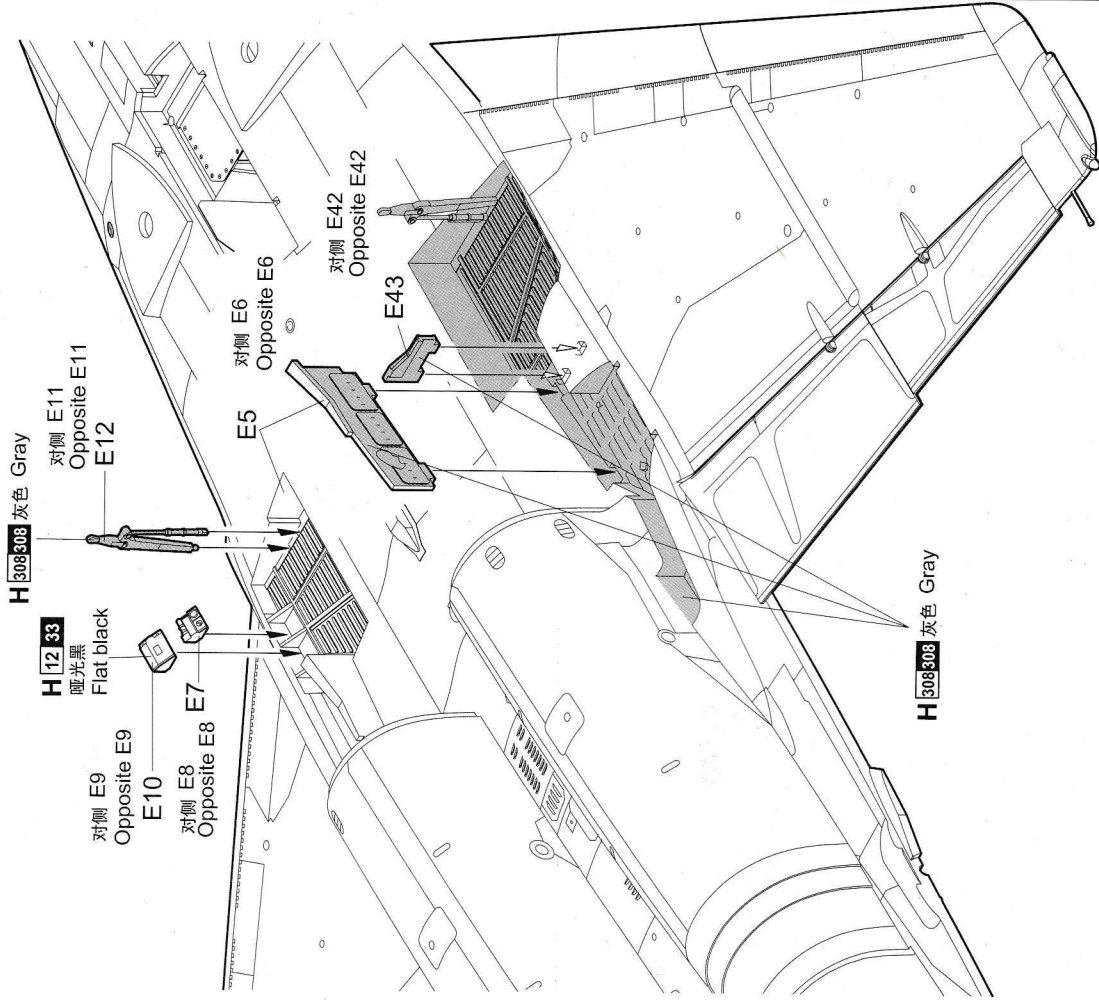 H 308 308 灰色 Gray
对侧 E11
Opposite E11
E12
H 12 33
哑光黑
Flat black
对侧 E9
Opposite E9
E10
E7
对侧 E8
Opposite E8
E5
对侧 E6
Opposite E6
E43
对侧 E42
Opposite E42
H 308 308 灰色 Gray